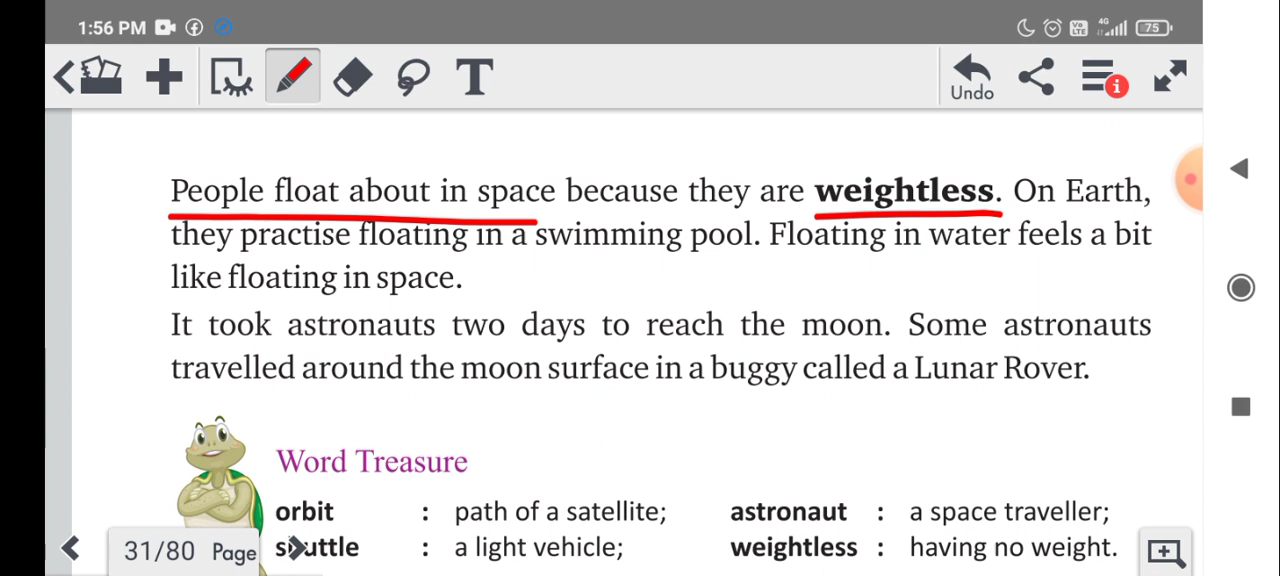 1:56 PM
4G
75
T
Undo
i
People float about in space because they are weightless. On Earth,
they practise floating in a swimming pool. Floating in water feels a bit
like floating in space.
It took astronauts two days to reach the moon. Some astronauts
travelled around the moon surface in a buggy called a Lunar Rover.
Word Treasure
orbit : path of a satellite; astronaut : a space traveller;
shuttle : a light vehicle; weightless : having no weight.
31/80 Page